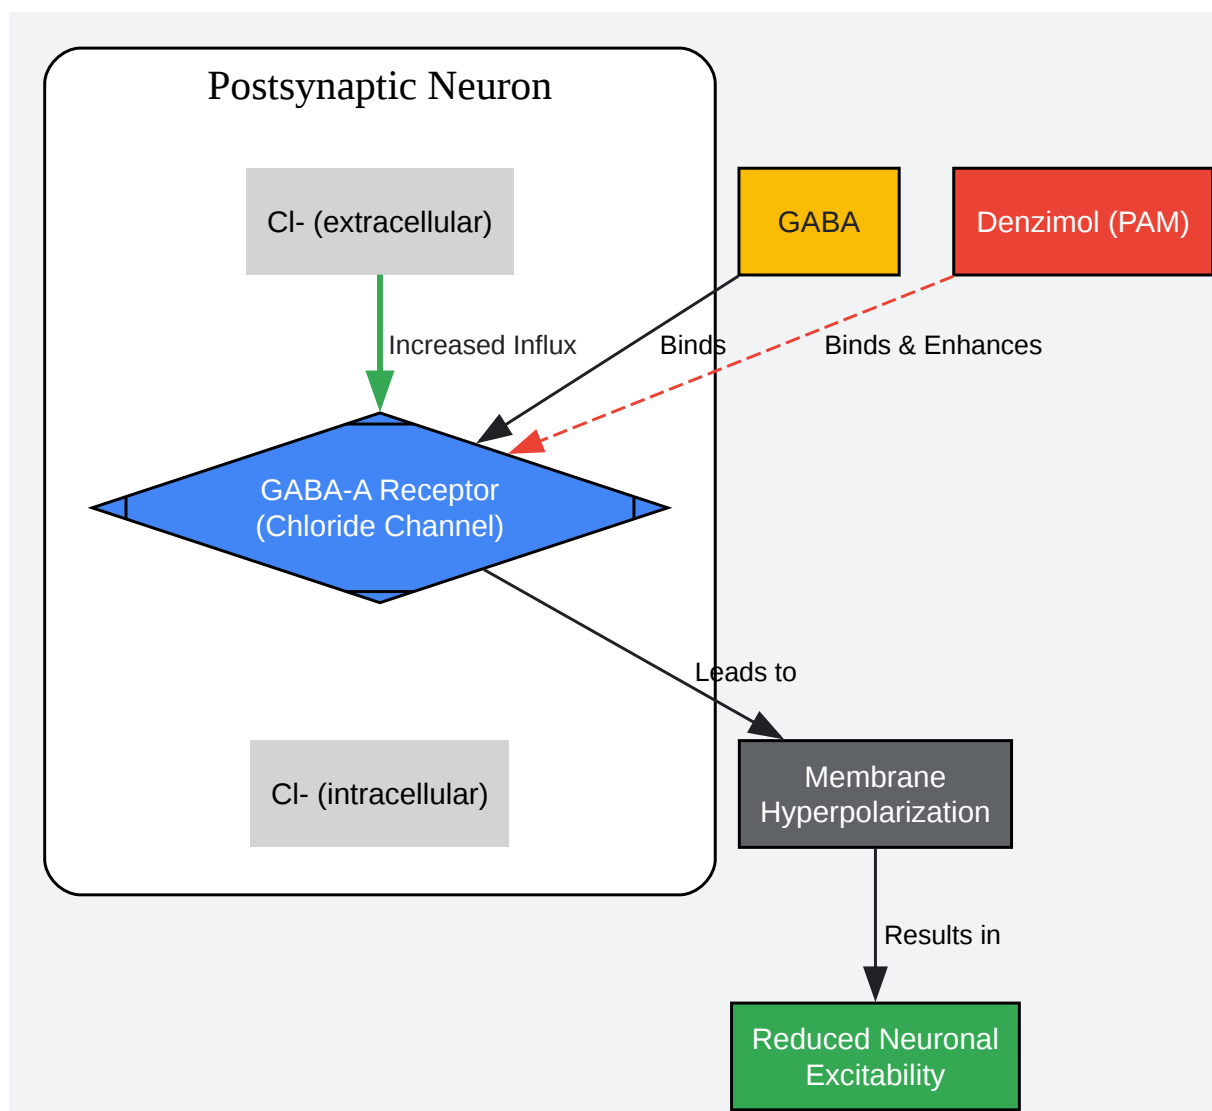 Postsynaptic Neuron
Cl- (extracellular)
GABA
Denzimol (PAM)
Increased Influx
Binds
Binds & Enhances
GABA-A Receptor
(Chloride Channel)
Leads to
Cl- (intracellular)
Membrane
Hyperpolarization
Results in
Reduced Neuronal
Excitability